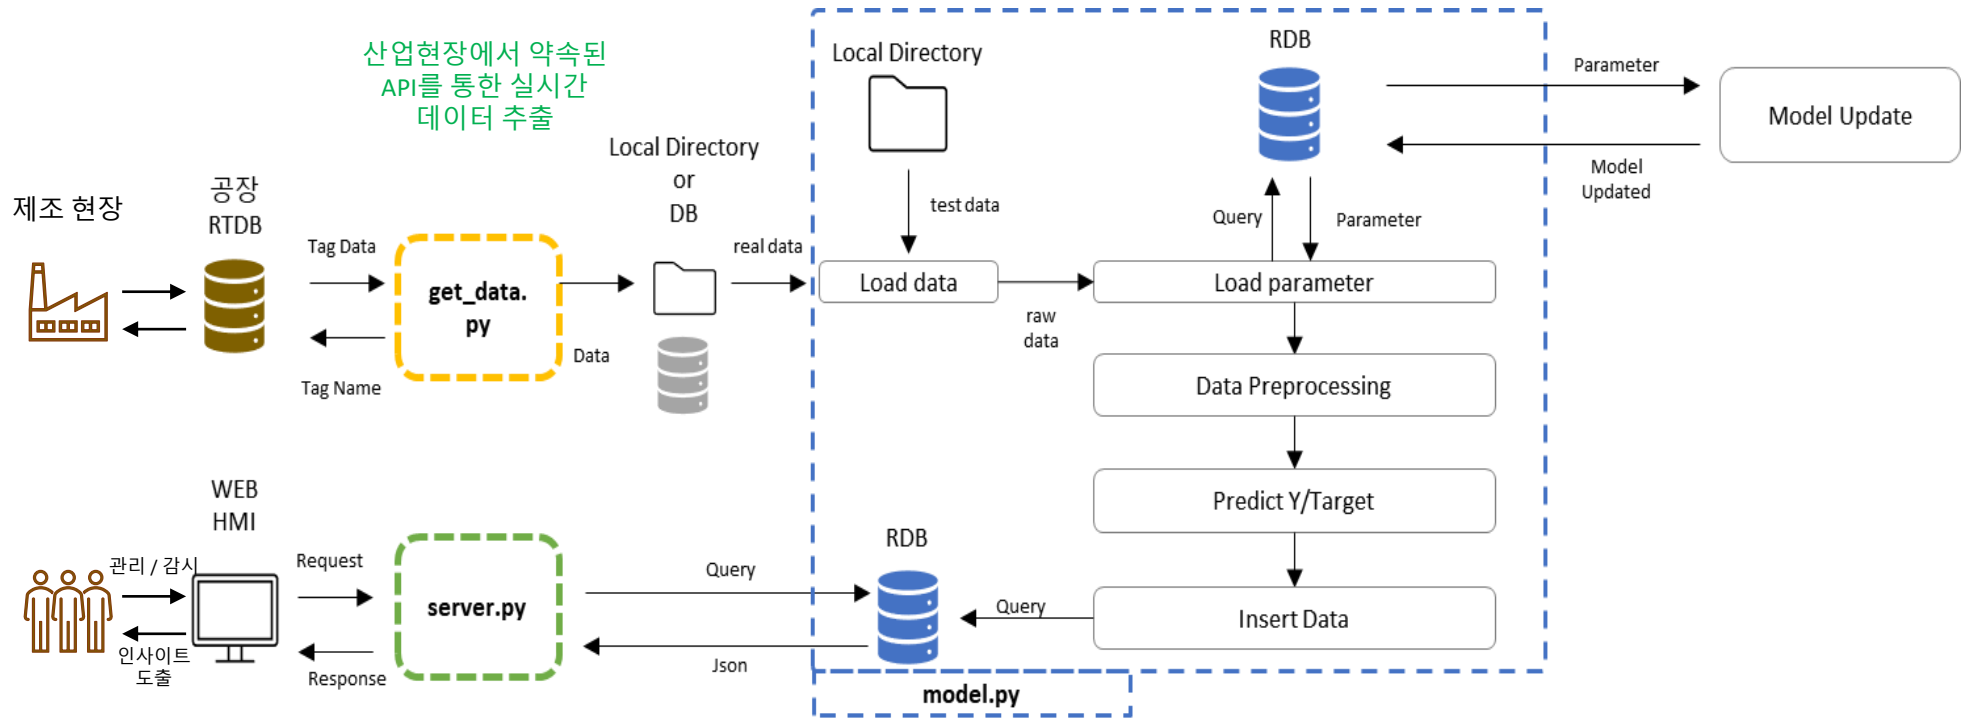 산업현장에서 약속된
API를 통한 실시간
데이터 추출
제조 현장
공장
RTDB
Tag Data
Tag Name
get_data.
py
Data
Local Directory
or
DB
real data
Local Directory
test data
Load data
raw
data
RDB
Query
Parameter
Parameter
Model
Updated
Model Update
Load parameter
Data Preprocessing
Predict Y/Target
Insert Data
Query
RDB
WEB
HMI
관리 / 감시
인사이트
도출
Request
Response
server.py
Query
Json
model.py